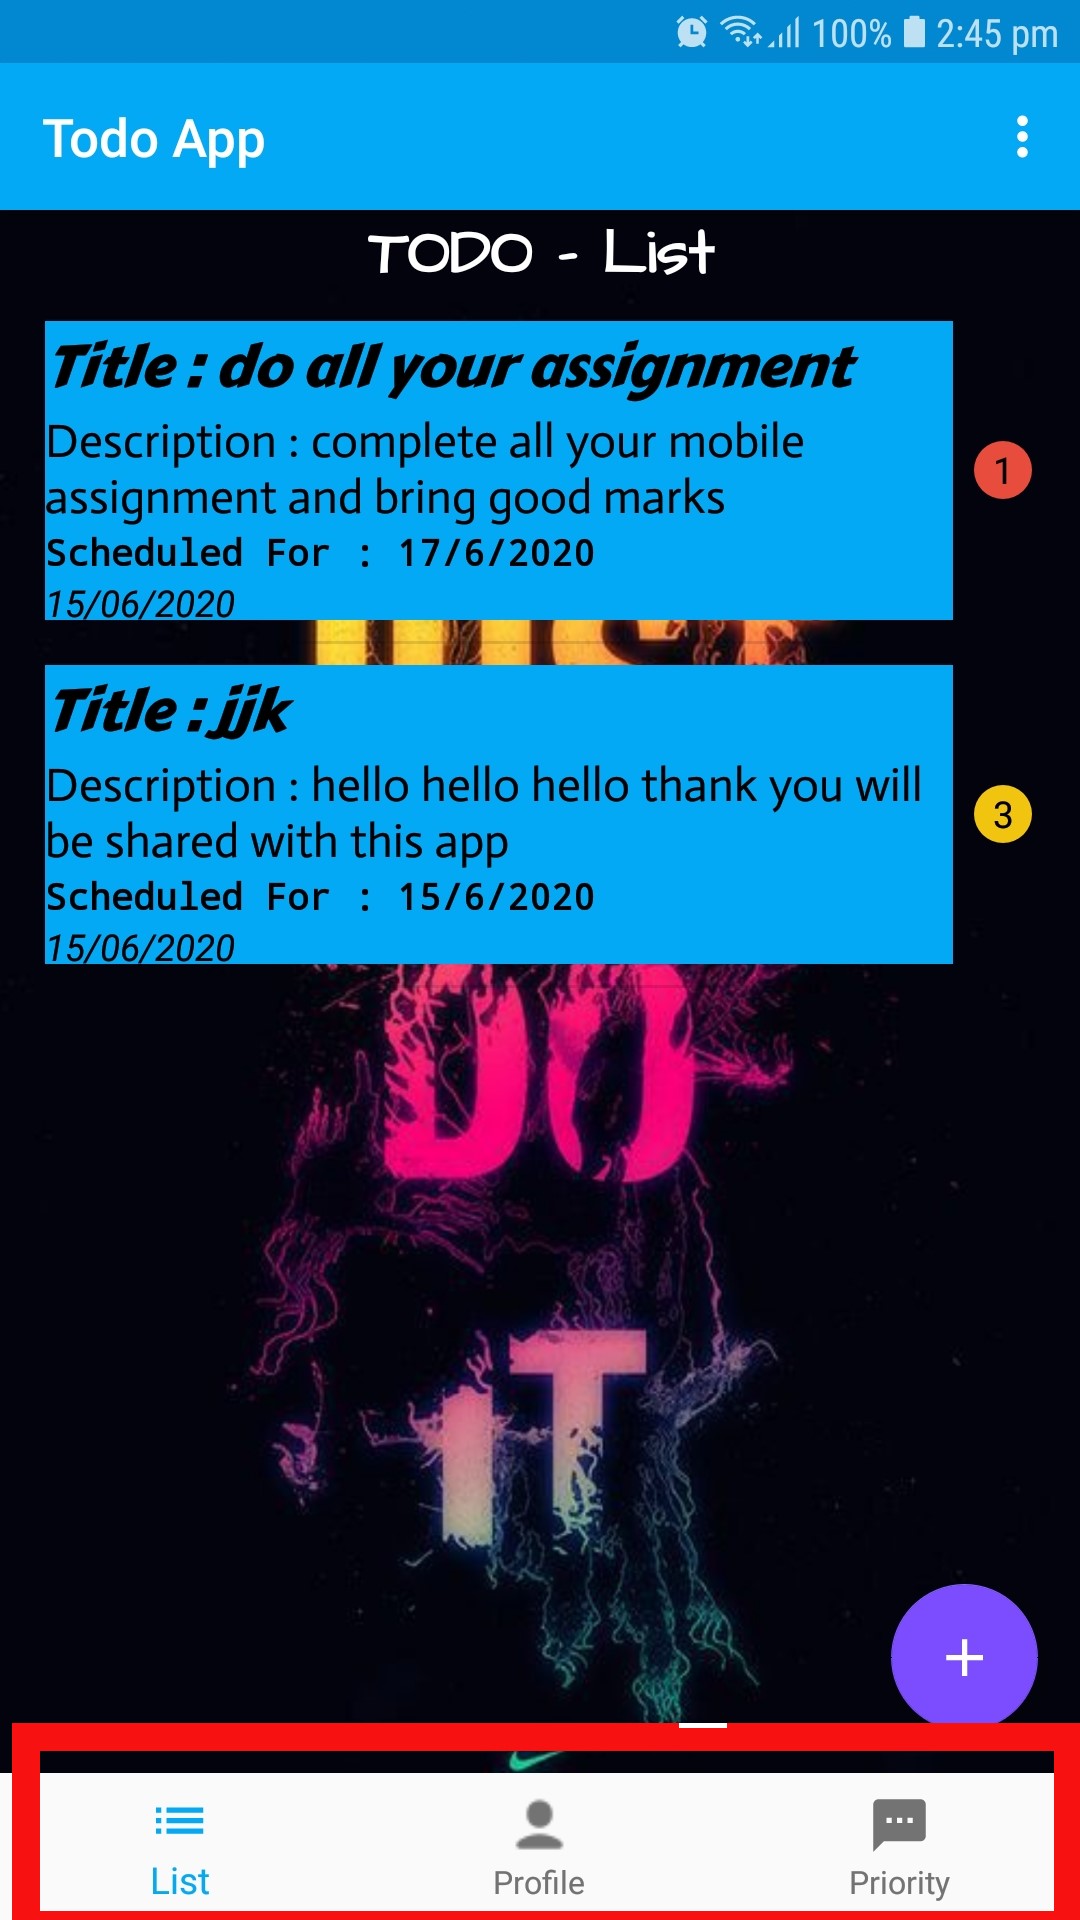 100% 2:45 pm
Todo App
TODO - List
Title : do all your assignment
Description : complete all your mobile
assignment and bring good marks
Scheduled For : 17/6/2020
15/06/2020
1
Title : jjk
Description : hello hello hello thank you will
be shared with this app
Scheduled For : 15/6/2020
15/06/2020
3
DO
IT
+
List Profile Priority